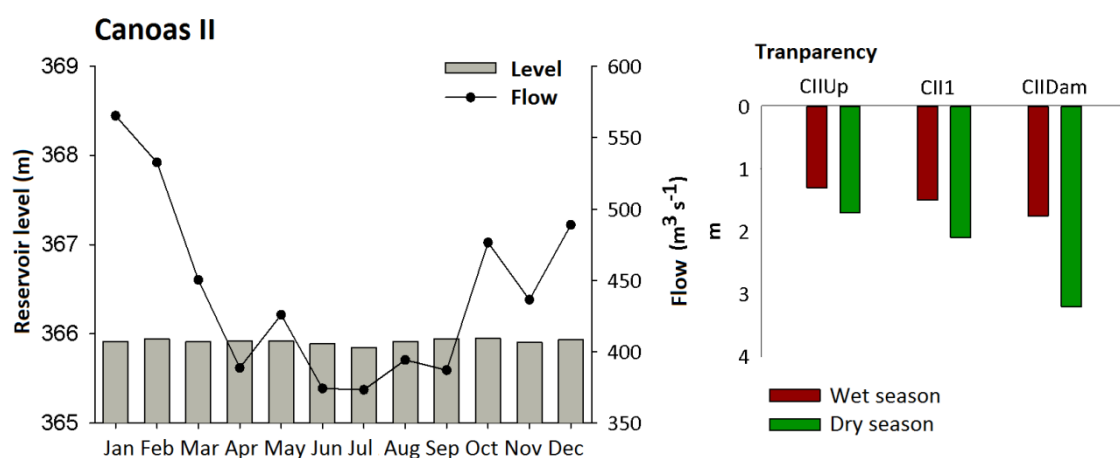 Canoas II
369
368
367
366
365
Reservoir level (m)
Level
Flow
600
550
500
450
400
350
Flow (m³ s⁻¹)
Jan Feb Mar Apr May Jun Jul Aug Sep Oct Nov Dec
Tranparency
CIIUp CII1 CIIDam
0
1
2
3
4
m
Wet season
Dry season